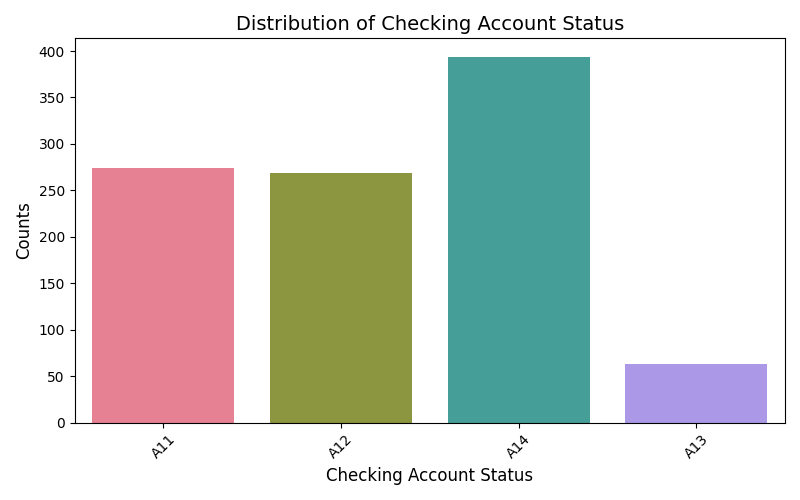 Distribution of Checking Account Status
Counts
400
350
300
250
200
150
100
50
0
A11
A12
A14
A13
Checking Account Status